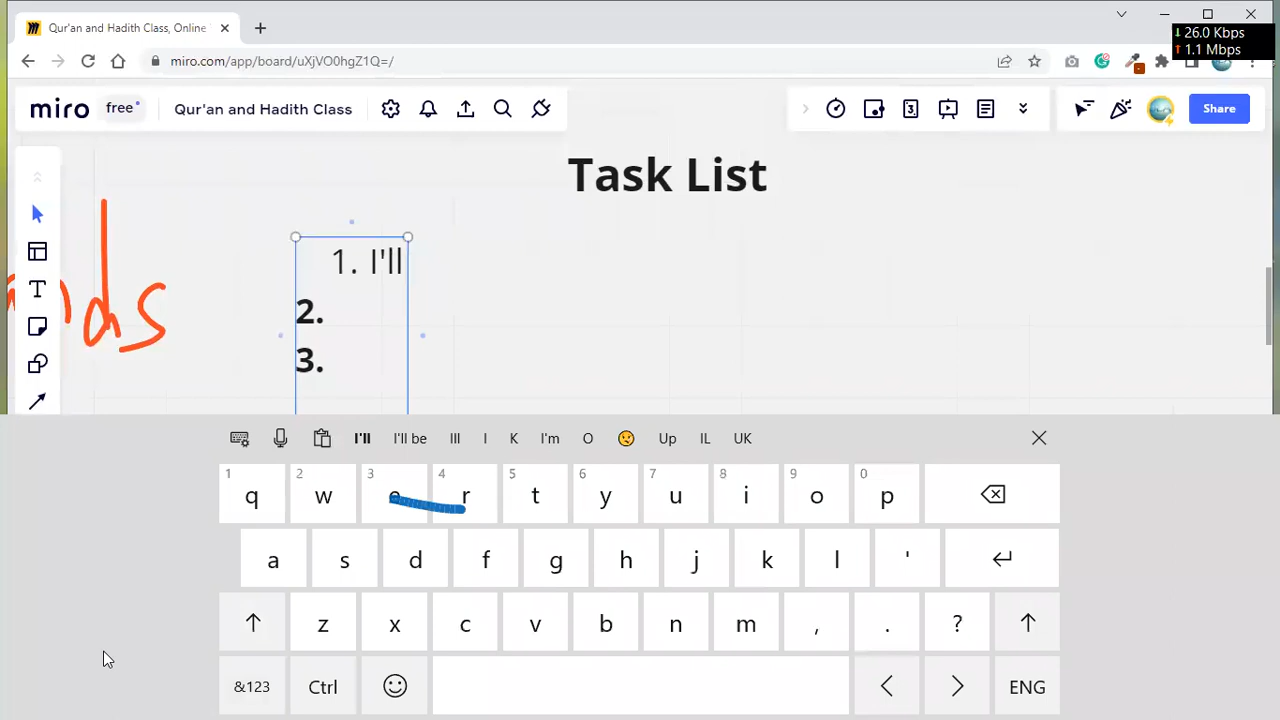 Qur'an and Hadith Class, Online
26.0 Kbps
1.1 Mbps
miro.com/app/board/uXjVO0hgZ1Q=/
miro free Qur'an and Hadith Class
3
Share
Task List
ds
1. I'll
2.
3.
I'll I'll be Ill I K I'm O Up IL UK
1 2 3 4 5 6 7 8 9 0
q w e r t y u i o p
a s d f g h j k l '
z x c v b n m , . ?
&123 Ctrl < > ENG